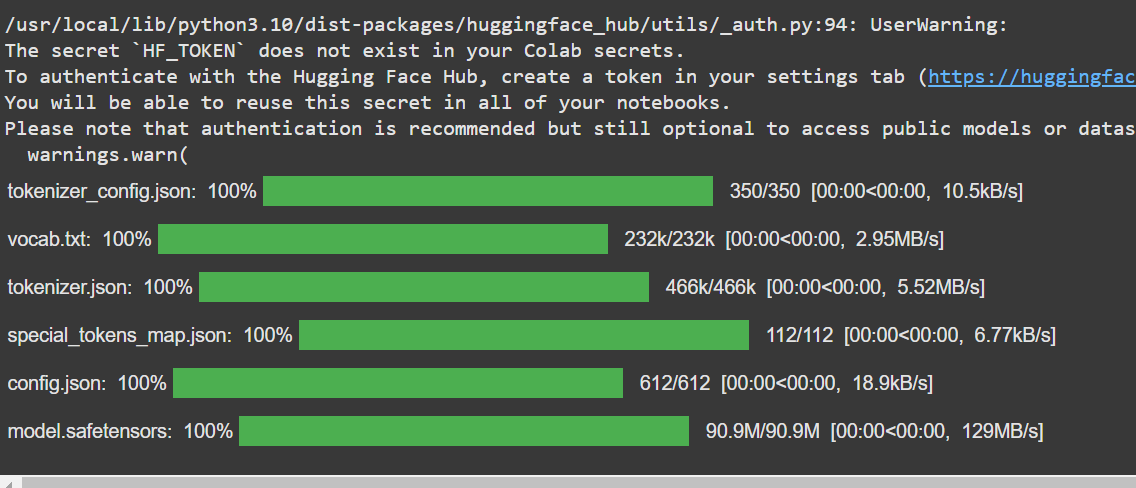 /usr/local/lib/python3.10/dist-packages/huggingface_hub/utils/_auth.py:94: UserWarning:
The secret `HF_TOKEN` does not exist in your Colab secrets.
To authenticate with the Hugging Face Hub, create a token in your settings tab (https://huggingfac
You will be able to reuse this secret in all of your notebooks.
Please note that authentication is recommended but still optional to access public models or datas
warnings.warn(
tokenizer_config.json: 100% 350/350 [00:00<00:00, 10.5kB/s]
vocab.txt: 100% 232k/232k [00:00<00:00, 2.95MB/s]
tokenizer.json: 100% 466k/466k [00:00<00:00, 5.52MB/s]
special_tokens_map.json: 100% 112/112 [00:00<00:00, 6.77kB/s]
config.json: 100% 612/612 [00:00<00:00, 18.9kB/s]
model.safetensors: 100% 90.9M/90.9M [00:00<00:00, 129MB/s]